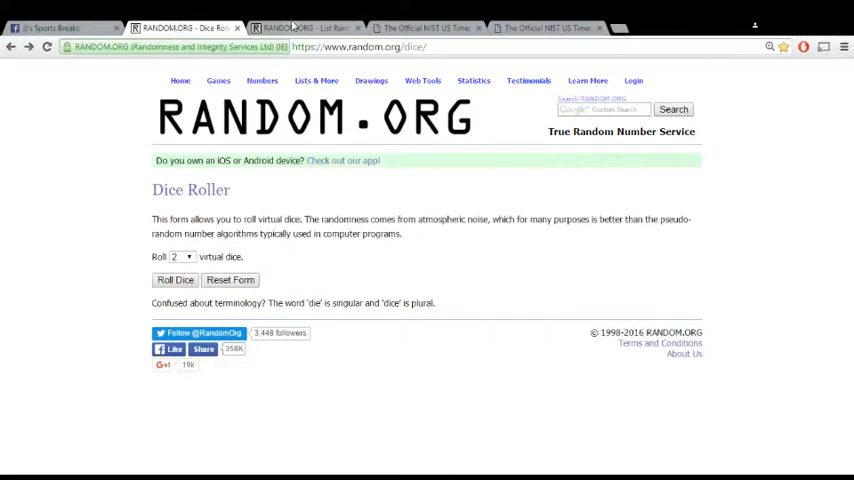 JJ's Sports Breaks
RANDOM.ORG - Dice Roll
RANDOM.ORG - List Rand
The Official NIST US Time:
The Official NIST US Time:
RANDOM.ORG (Randomness and Integrity Services Ltd) [IE] https://www.random.org/dice/
Home Games Numbers Lists & More Drawings Web Tools Statistics Testimonials Learn More Login
RANDOM.ORG
Search RANDOM.ORG
Google Custom Search Search
True Random Number Service
Do you own an iOS or Android device? Check out our app!
Dice Roller
This form allows you to roll virtual dice. The randomness comes from atmospheric noise, which for many purposes is better than the pseudo-
random number algorithms typically used in computer programs.
Roll 2 virtual dice.
Roll Dice Reset Form
Confused about terminology? The word 'die' is singular and 'dice' is plural.
Follow @RandomOrg 3,448 followers
Like Share 358K
G+1 19k
© 1998-2016 RANDOM.ORG
Terms and Conditions
About Us